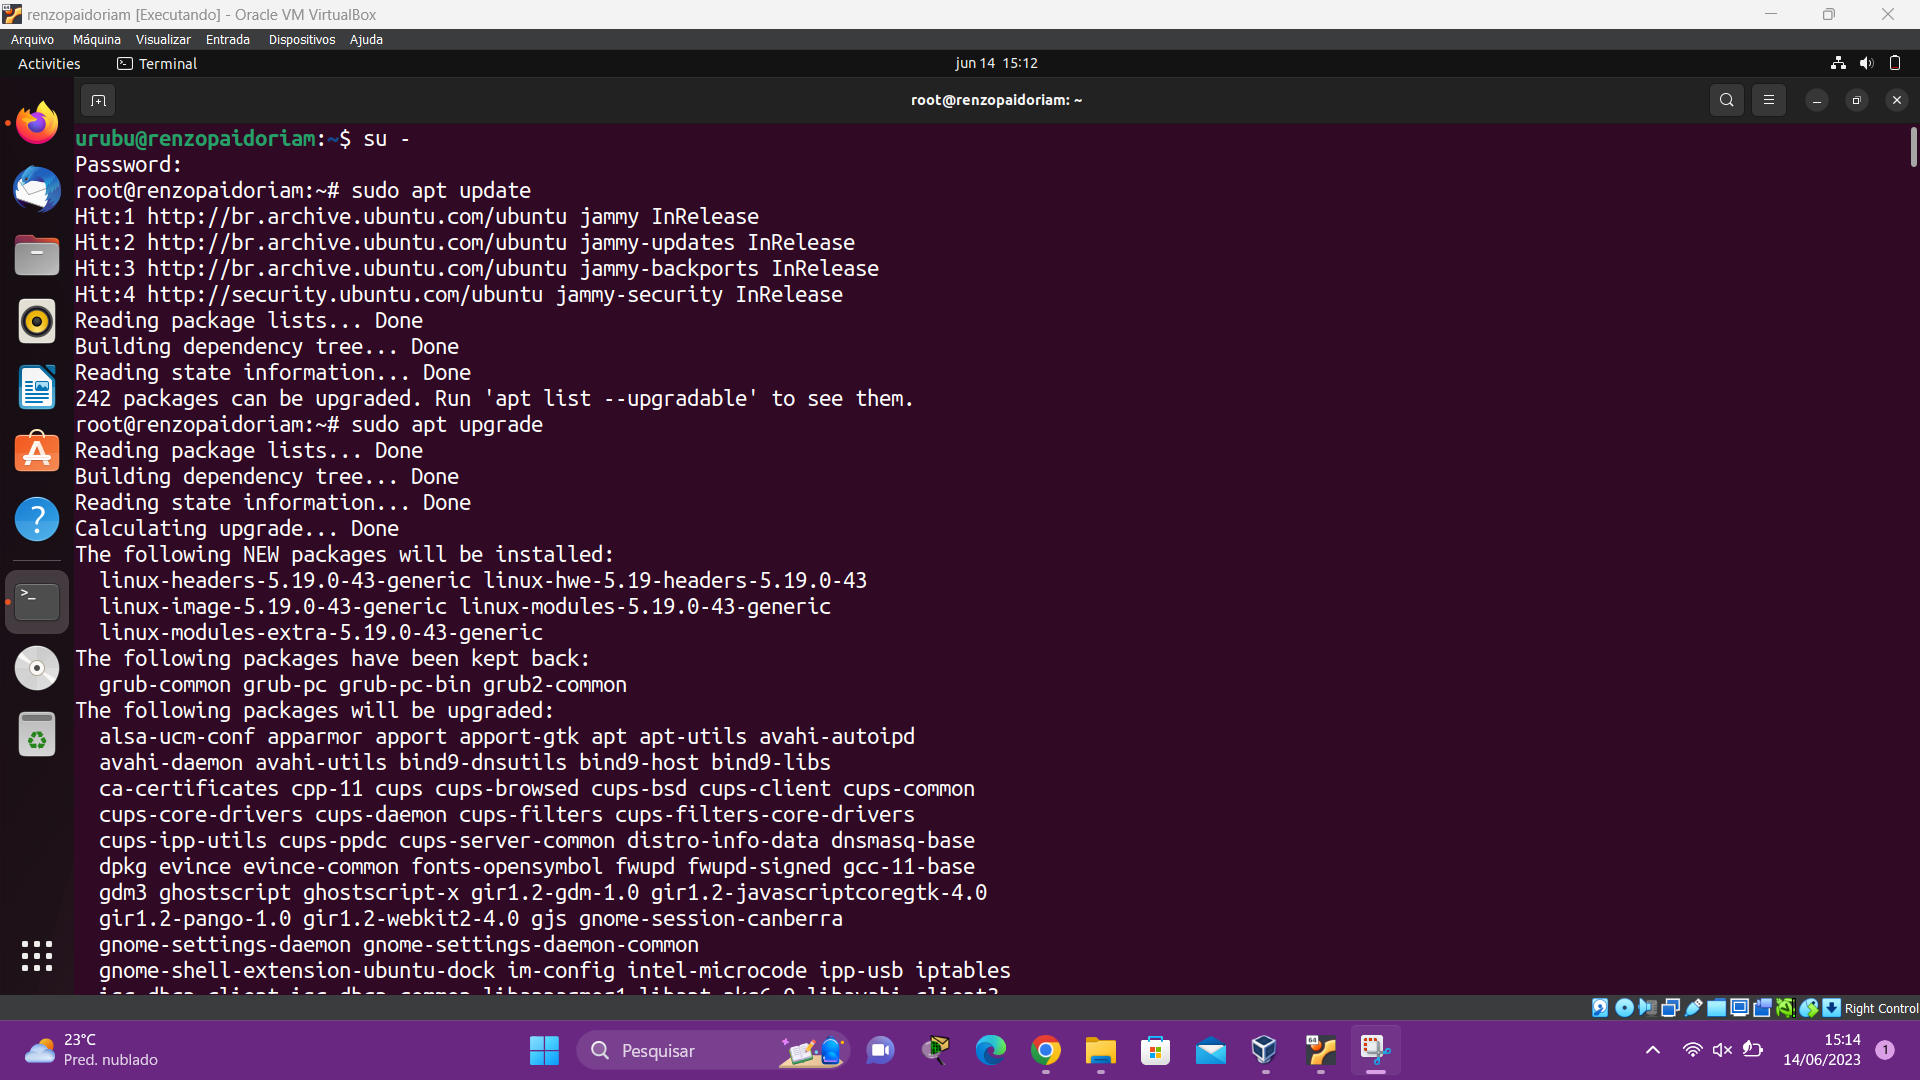 renzopaidoriam [Executando] - Oracle VM VirtualBox
Arquivo Máquina Visualizar Entrada Dispositivos Ajuda
Activities Terminal jun 14 15:12
root@renzopaidoriam: ~
urubu@renzopaidoriam:~$ su -
Password:
root@renzopaidoriam:~# sudo apt update
Hit:1 http://br.archive.ubuntu.com/ubuntu jammy InRelease
Hit:2 http://br.archive.ubuntu.com/ubuntu jammy-updates InRelease
Hit:3 http://br.archive.ubuntu.com/ubuntu jammy-backports InRelease
Hit:4 http://security.ubuntu.com/ubuntu jammy-security InRelease
Reading package lists... Done
Building dependency tree... Done
Reading state information... Done
242 packages can be upgraded. Run 'apt list --upgradable' to see them.
root@renzopaidoriam:~# sudo apt upgrade
Reading package lists... Done
Building dependency tree... Done
Reading state information... Done
Calculating upgrade... Done
The following NEW packages will be installed:
linux-headers-5.19.0-43-generic linux-hwe-5.19-headers-5.19.0-43
linux-image-5.19.0-43-generic linux-modules-5.19.0-43-generic
linux-modules-extra-5.19.0-43-generic
The following packages have been kept back:
grub-common grub-pc grub-pc-bin grub2-common
The following packages will be upgraded:
alsa-ucm-conf apparmor apport apport-gtk apt apt-utils avahi-autoipd
avahi-daemon avahi-utils bind9-dnsutils bind9-host bind9-libs
ca-certificates cpp-11 cups cups-browsed cups-bsd cups-client cups-common
cups-core-drivers cups-daemon cups-filters cups-filters-core-drivers
cups-ipp-utils cups-ppdc cups-server-common distro-info-data dnsmasq-base
dpkg evince evince-common fonts-opensymbol fwupd fwupd-signed gcc-11-base
gdm3 ghostscript ghostscript-x gir1.2-gdm-1.0 gir1.2-javascriptcoregtk-4.0
gir1.2-pango-1.0 gir1.2-webkit2-4.0 gjs gnome-session-canberra
gnome-settings-daemon gnome-settings-daemon-common
gnome-shell-extension-ubuntu-dock im-config intel-microcode ipp-usb iptables
isc-dhcp-client isc-dhcp-common libapparmor1 libapt-pkg6.0 libavahi-client3
Right Control
23°C
Pred. nublado
Pesquisar
64
15:14
14/06/2023
1